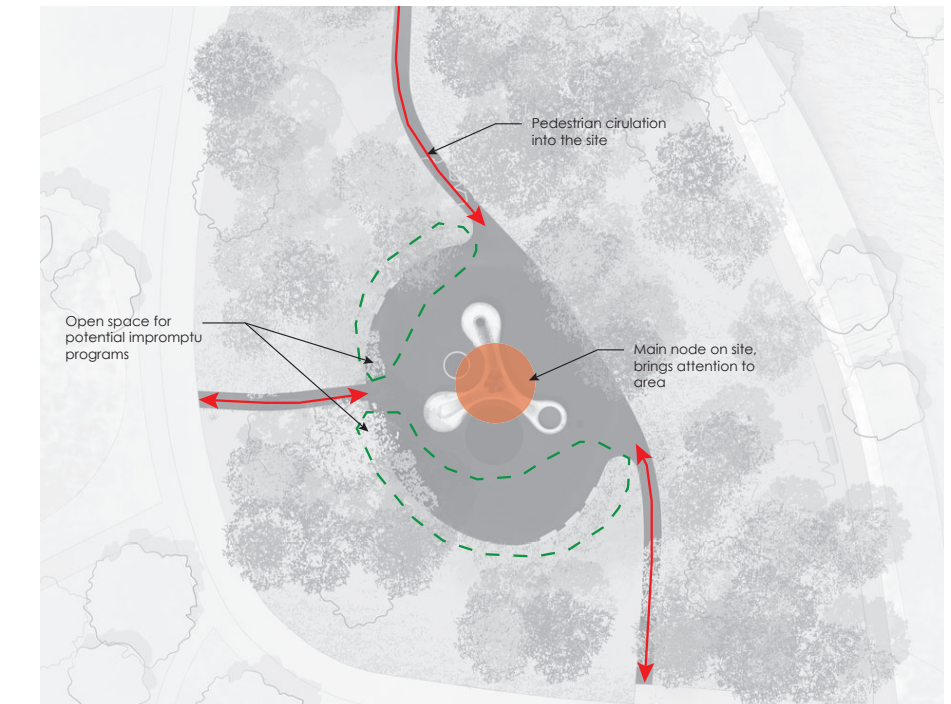 Pedestrian cirulation
into the site
Open space for
potential impromptu
programs
Main node on site,
brings attention to
area